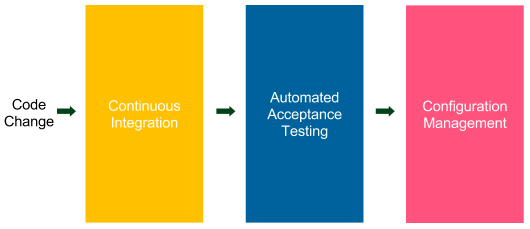 Code
Change
Continuous
Integration
Automated
Acceptance
Testing
Configuration
Management